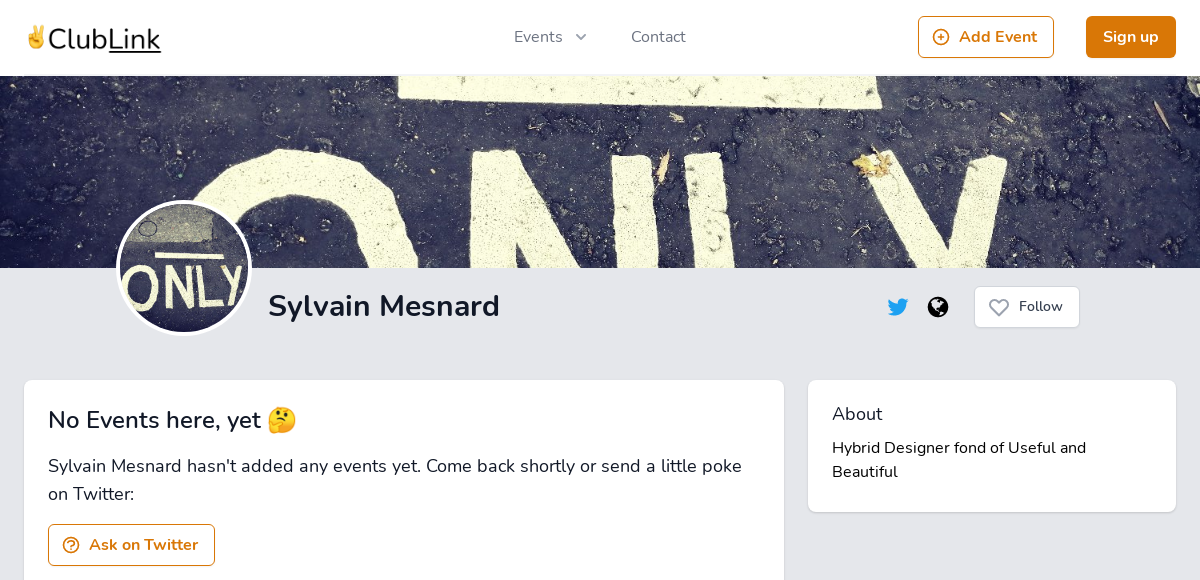 ClubLink
Events
Contact
Add Event
Sign up
ONLY
ONLY
Sylvain Mesnard
Follow
No Events here, yet 🤔
Sylvain Mesnard hasn't added any events yet. Come back shortly or send a little poke
on Twitter:
Ask on Twitter
About
Hybrid Designer fond of Useful and
Beautiful